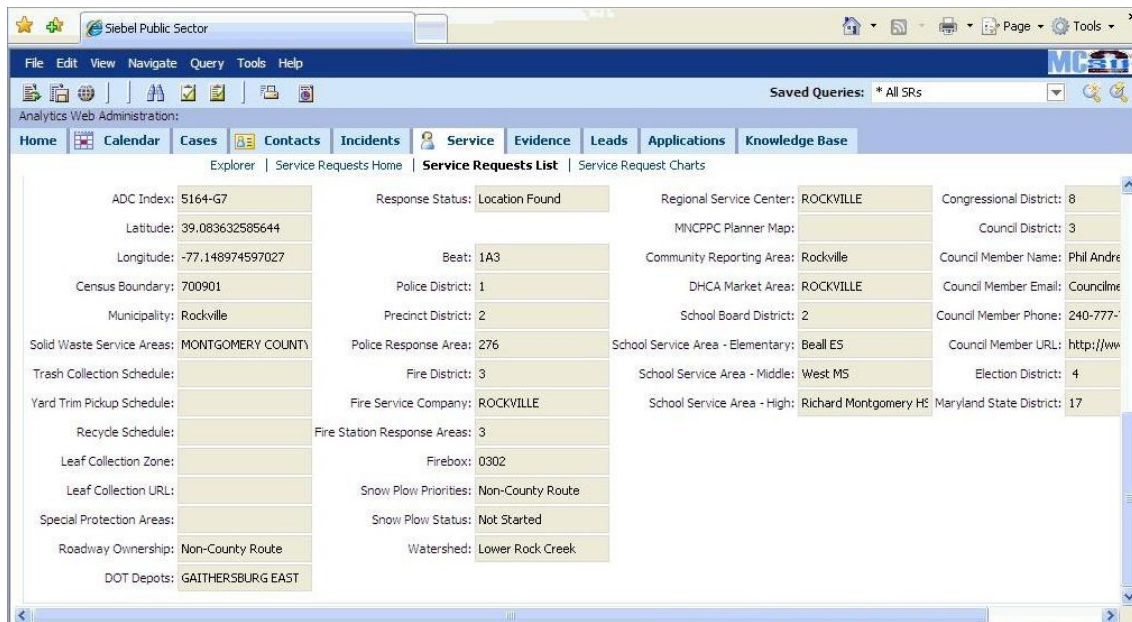 Siebel Public Sector Page Tools
File Edit View Navigate Query Tools Help
Saved Queries: * All SRs
Analytics Web Administration:
Home Calendar Cases Contacts Incidents Service Evidence Leads Applications Knowledge Base
Explorer | Service Requests Home | Service Requests List | Service Request Charts
ADC Index: 5164-G7 Response Status: Location Found Regional Service Center: ROCKVILLE Congressional District: 8
Latitude: 39.083632585644 MNCPPC Planner Map: Council District: 3
Longitude: -77.148974597027 Beat: 1A3 Community Reporting Area: Rockville Council Member Name: Phil Andre
Census Boundary: 700901 Police District: 1 DHCA Market Area: ROCKVILLE Council Member Email: Councilme
Municipality: Rockville Precinct District: 2 School Board District: 2 Council Member Phone: 240-777-
Solid Waste Service Areas: MONTGOMERY COUNTY Police Response Area: 276 School Service Area - Elementary: Beall ES Council Member URL: http://ww
Trash Collection Schedule: Fire District: 3 School Service Area - Middle: West MS Election District: 4
Yard Trim Pickup Schedule: Fire Service Company: ROCKVILLE School Service Area - High: Richard Montgomery HS Maryland State District: 17
Recycle Schedule: Fire Station Response Areas: 3
Leaf Collection Zone: Firebox: 0302
Leaf Collection URL: Snow Plow Priorities: Non-County Route
Special Protection Areas: Snow Plow Status: Not Started
Roadway Ownership: Non-County Route Watershed: Lower Rock Creek
DOT Depots: GAITHERSBURG EAST